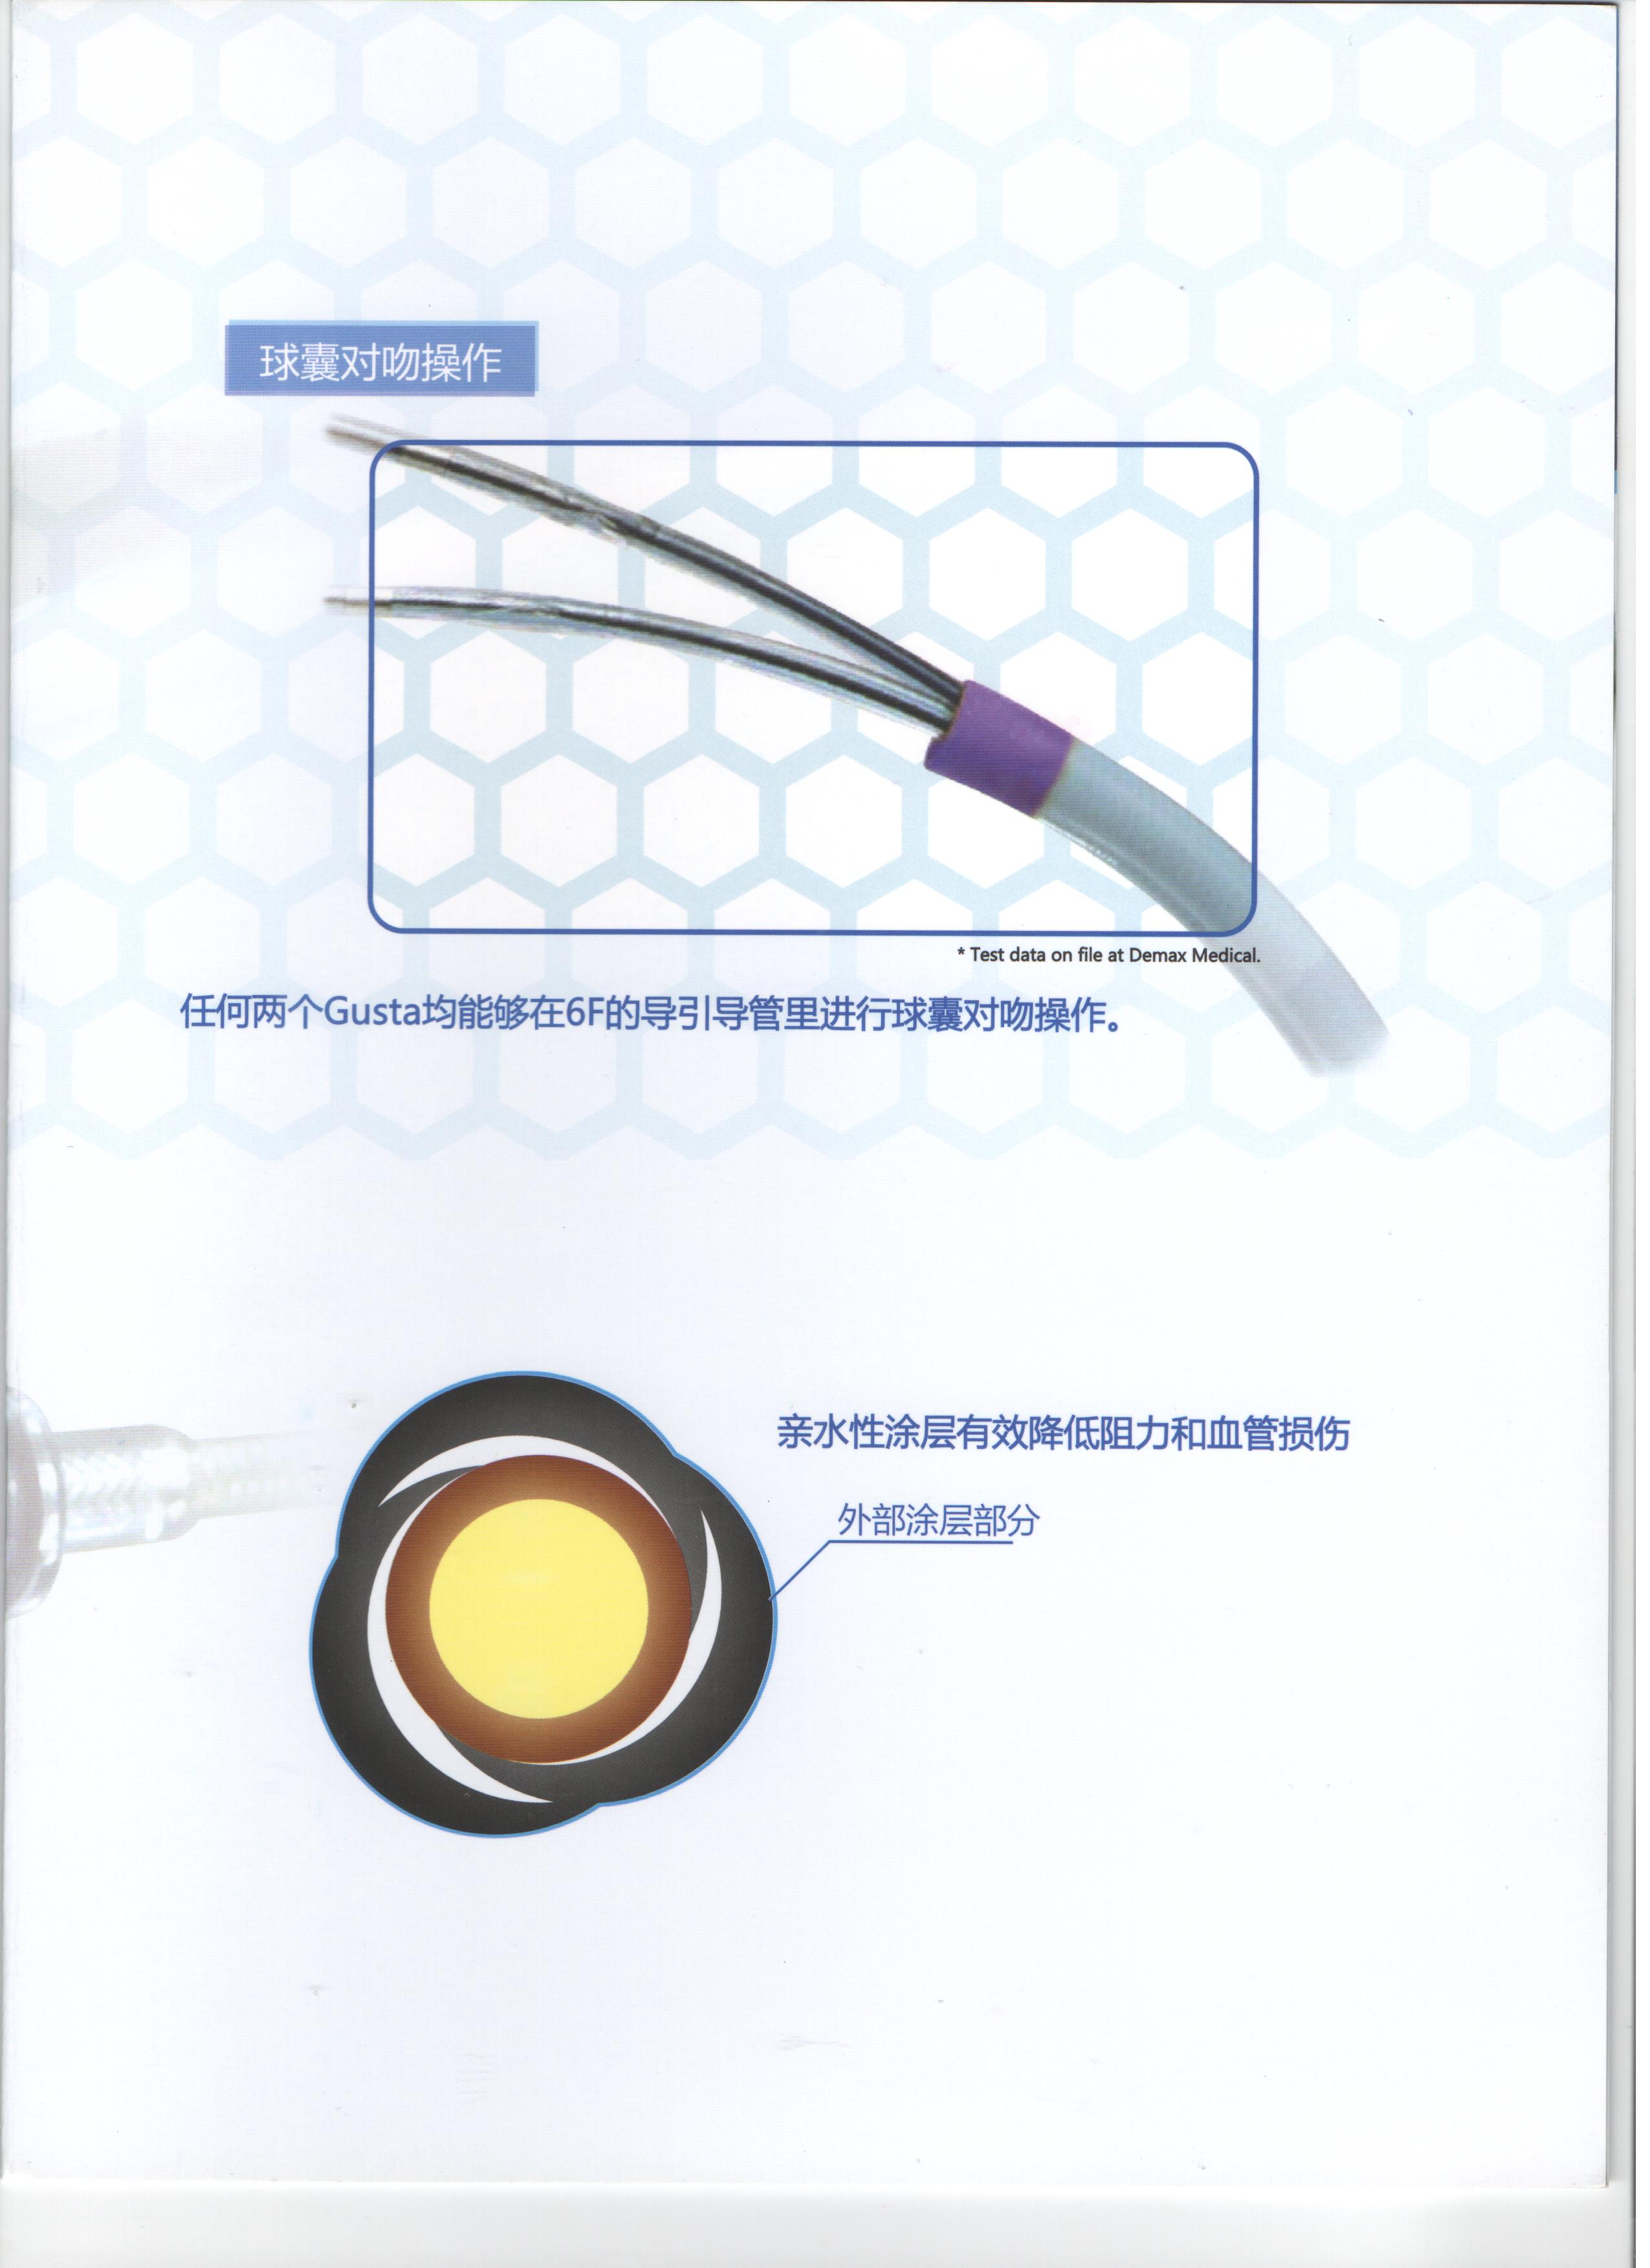 球囊对吻操作
* Test data on file at Demax Medical.
任何两个Gusta均能够在6F的导引导管里进行球囊对吻操作。
亲水性涂层有效降低阻力和血管损伤
外部涂层部分